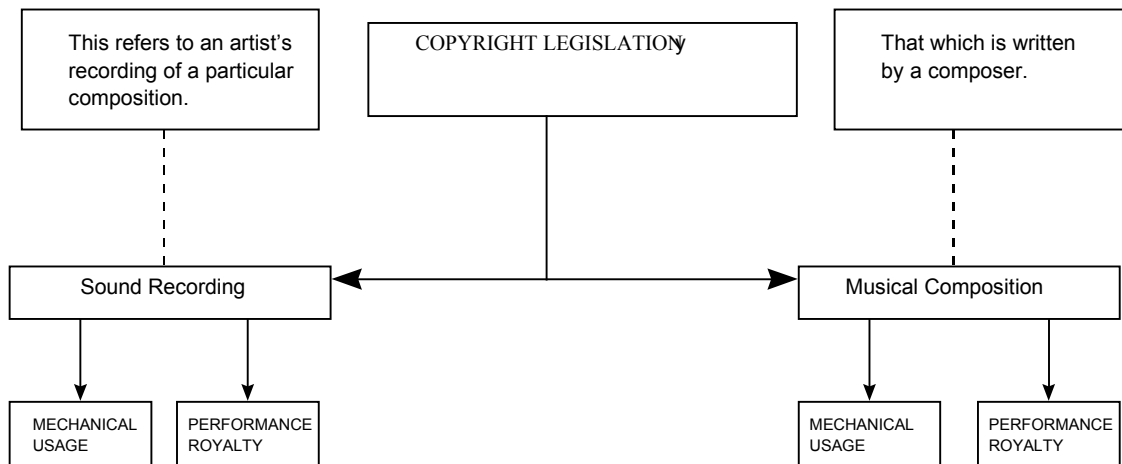 This refers to an artist’s
recording of a particular
composition.
COPYRIGHT LEGISLATION
That which is written
by a composer.
Sound Recording
Musical Composition
MECHANICAL
USAGE
PERFORMANCE
ROYALTY
MECHANICAL
USAGE
PERFORMANCE
ROYALTY